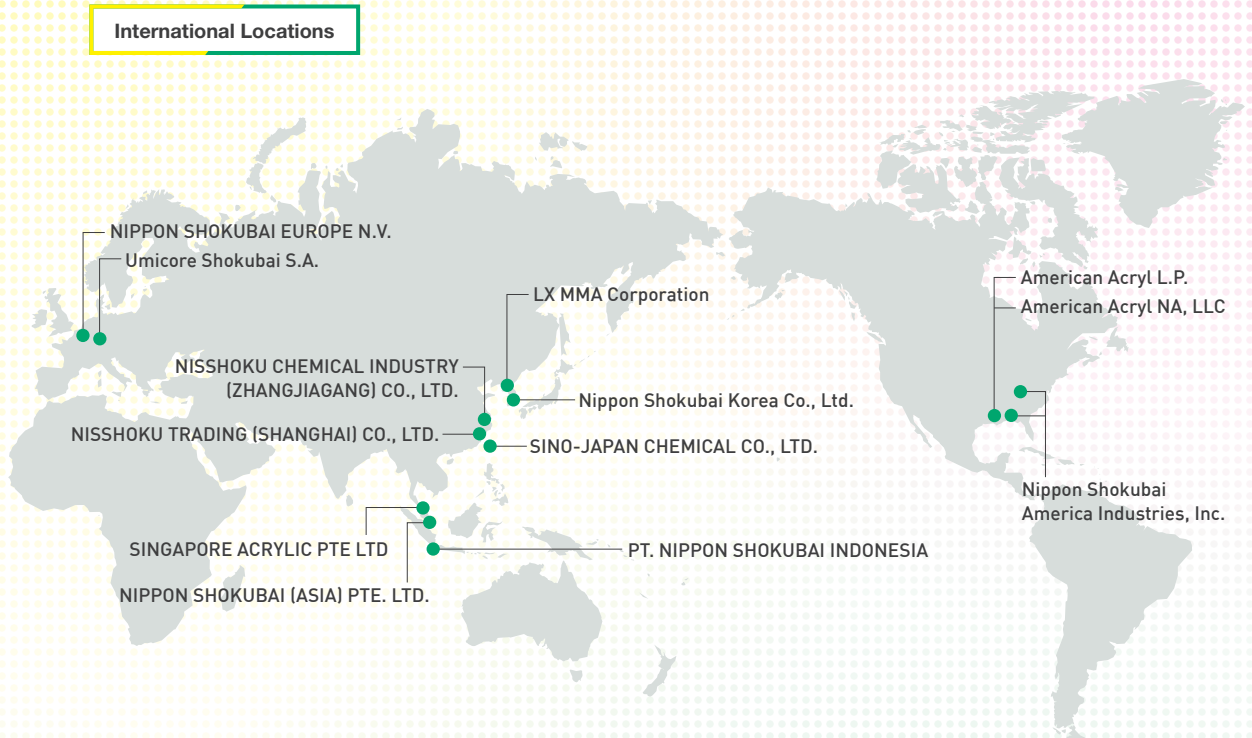 International Locations
NIPPON SHOKUBAI EUROPE N.V.
Umicore Shokubai S.A.
LX MMA Corporation
NISSHOKU CHEMICAL INDUSTRY
(ZHANGJIAGANG) CO., LTD.
Nippon Shokubai Korea Co., Ltd.
NISSHOKU TRADING (SHANGHAI) CO., LTD.
SINO-JAPAN CHEMICAL CO., LTD.
SINGAPORE ACRYLIC PTE LTD
PT. NIPPON SHOKUBAI INDONESIA
NIPPON SHOKUBAI (ASIA) PTE. LTD.
American Acryl L.P.
American Acryl NA, LLC
Nippon Shokubai
America Industries, Inc.